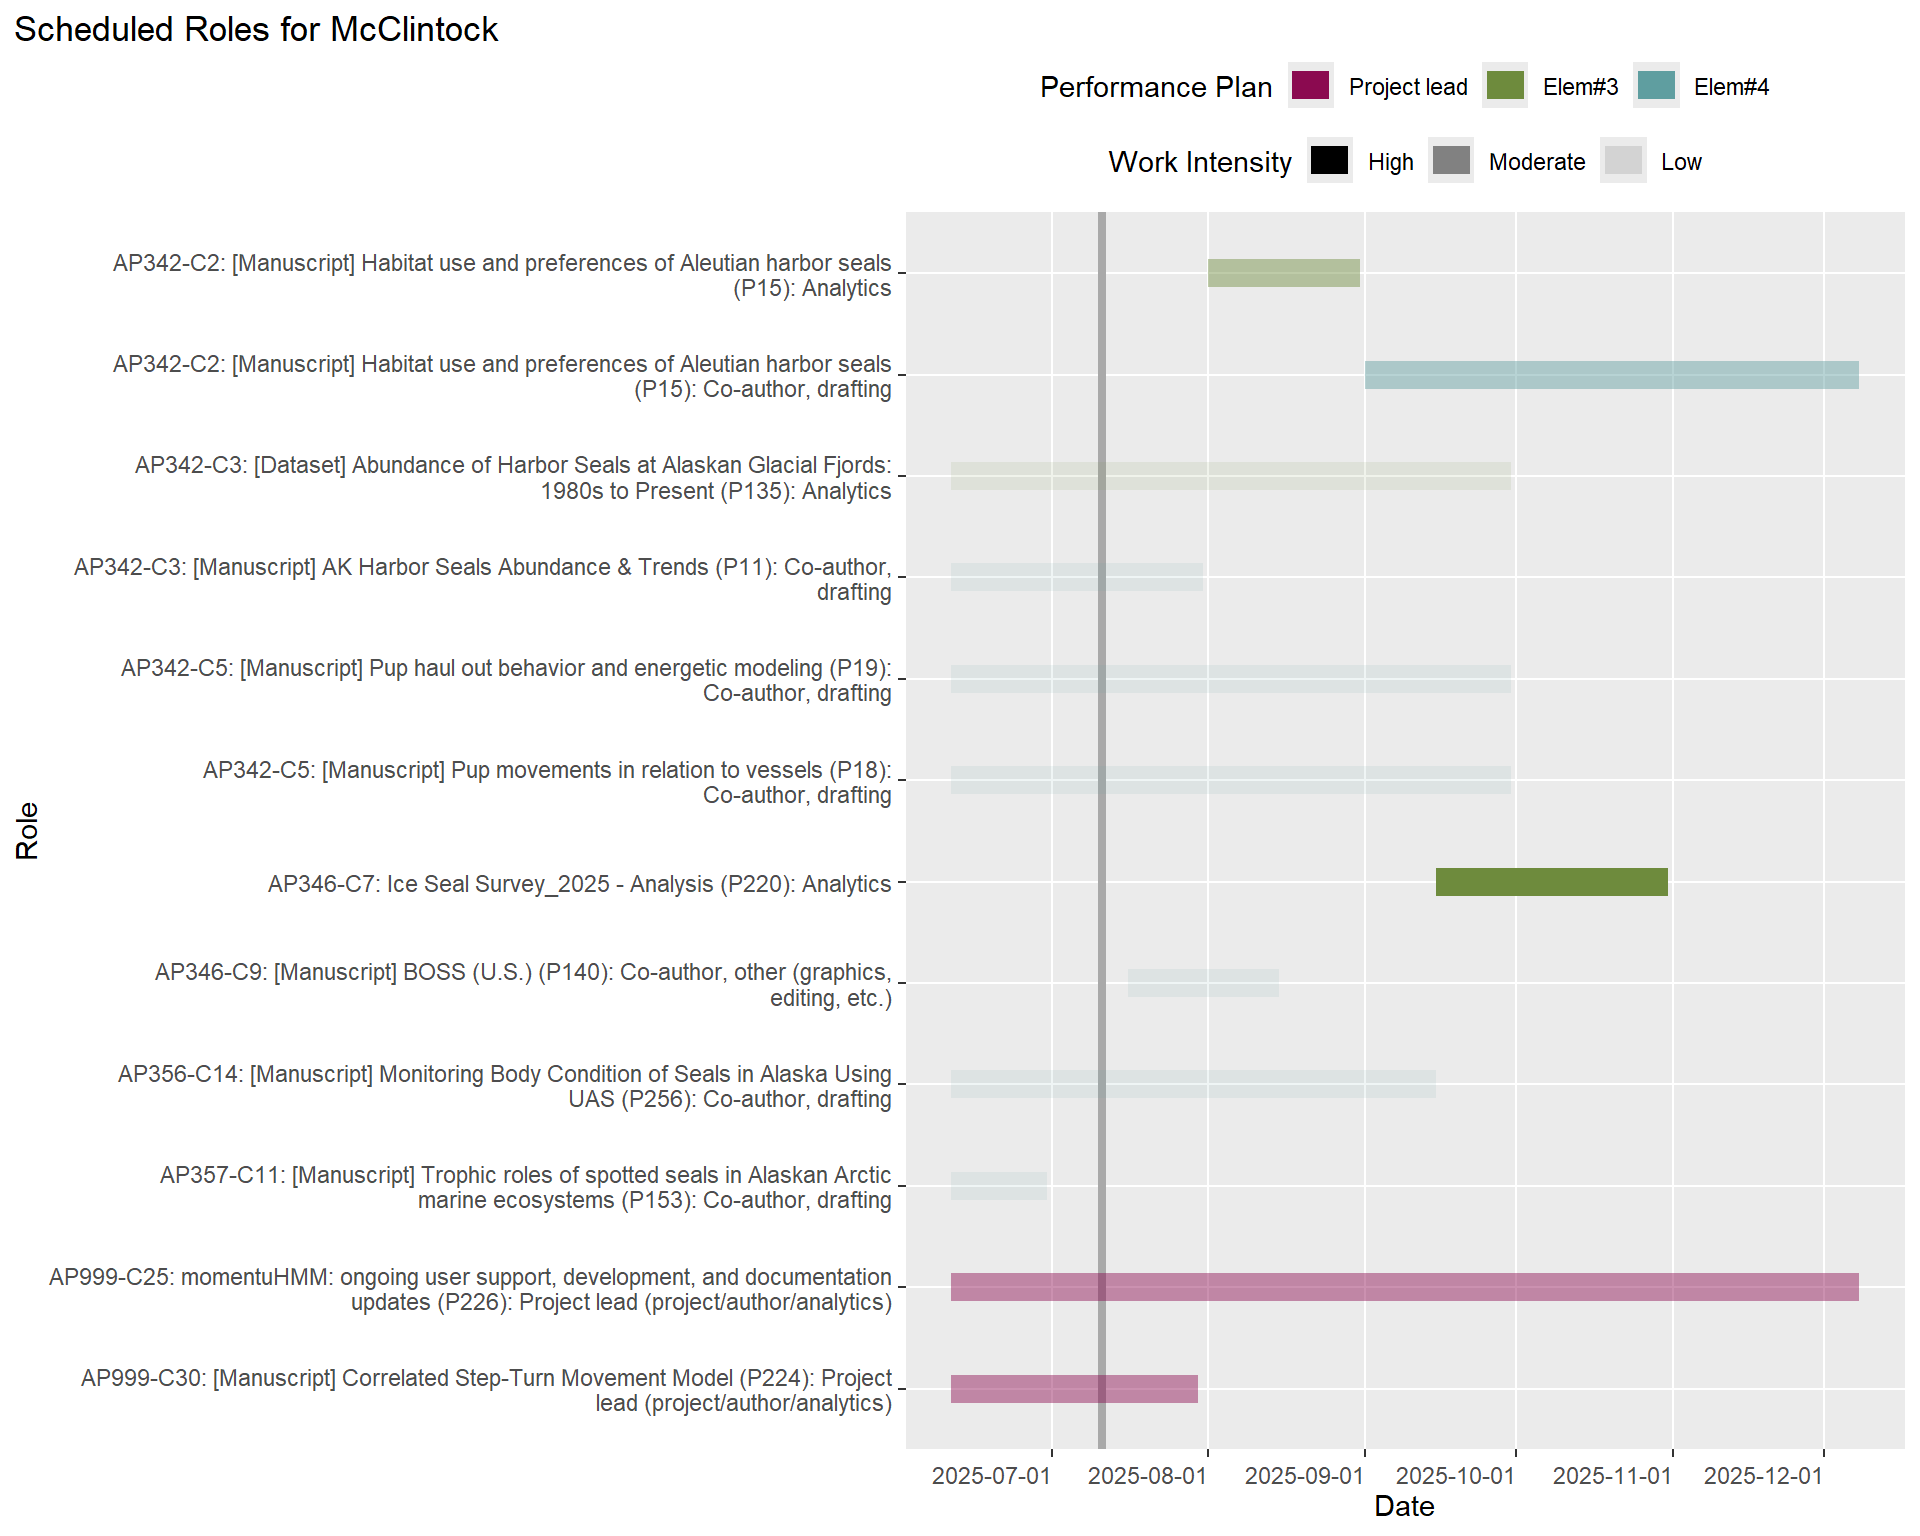 Scheduled Roles for McClintock
Performance Plan Project lead Elem#3 Elem#4
Work Intensity High Moderate Low
AP342-C2: [Manuscript] Habitat use and preferences of Aleutian harbor seals
(P15): Analytics
AP342-C2: [Manuscript] Habitat use and preferences of Aleutian harbor seals
(P15): Co-author, drafting
AP342-C3: [Dataset] Abundance of Harbor Seals at Alaskan Glacial Fjords:
1980s to Present (P135): Analytics
AP342-C3: [Manuscript] AK Harbor Seals Abundance & Trends (P11): Co-author,
drafting
AP342-C5: [Manuscript] Pup haul out behavior and energetic modeling (P19):
Co-author, drafting
AP342-C5: [Manuscript] Pup movements in relation to vessels (P18):
Co-author, drafting
AP346-C7: Ice Seal Survey_2025 - Analysis (P220): Analytics
AP346-C9: [Manuscript] BOSS (U.S.) (P140): Co-author, other (graphics,
editing, etc.)
AP356-C14: [Manuscript] Monitoring Body Condition of Seals in Alaska Using
UAS (P256): Co-author, drafting
AP357-C11: [Manuscript] Trophic roles of spotted seals in Alaskan Arctic
marine ecosystems (P153): Co-author, drafting
AP999-C25: momentuHMM: ongoing user support, development, and documentation
updates (P226): Project lead (project/author/analytics)
AP999-C30: [Manuscript] Correlated Step-Turn Movement Model (P224): Project
lead (project/author/analytics)
Role
2025-07-01 2025-08-01 2025-09-01 2025-10-01 2025-11-01 2025-12-01
Date